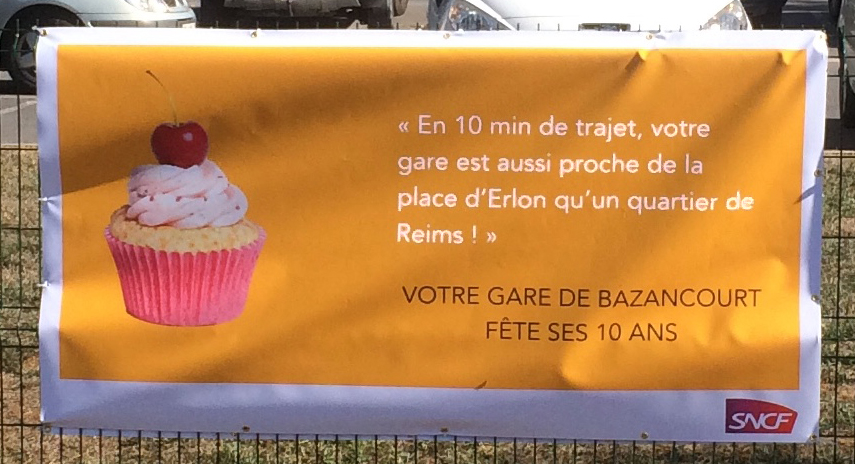 « En 10 min de trajet, votre
gare est aussi proche de la
place d'Erlon qu'un quartier de
Reims ! »
VOTRE GARE DE BAZANCOURT
FÊTE SES 10 ANS
SNCF